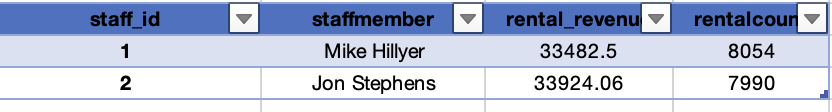 staff_id staffmember rental_revenu rentalcoun
1 Mike Hillyer 33482.5 8054
2 Jon Stephens 33924.06 7990